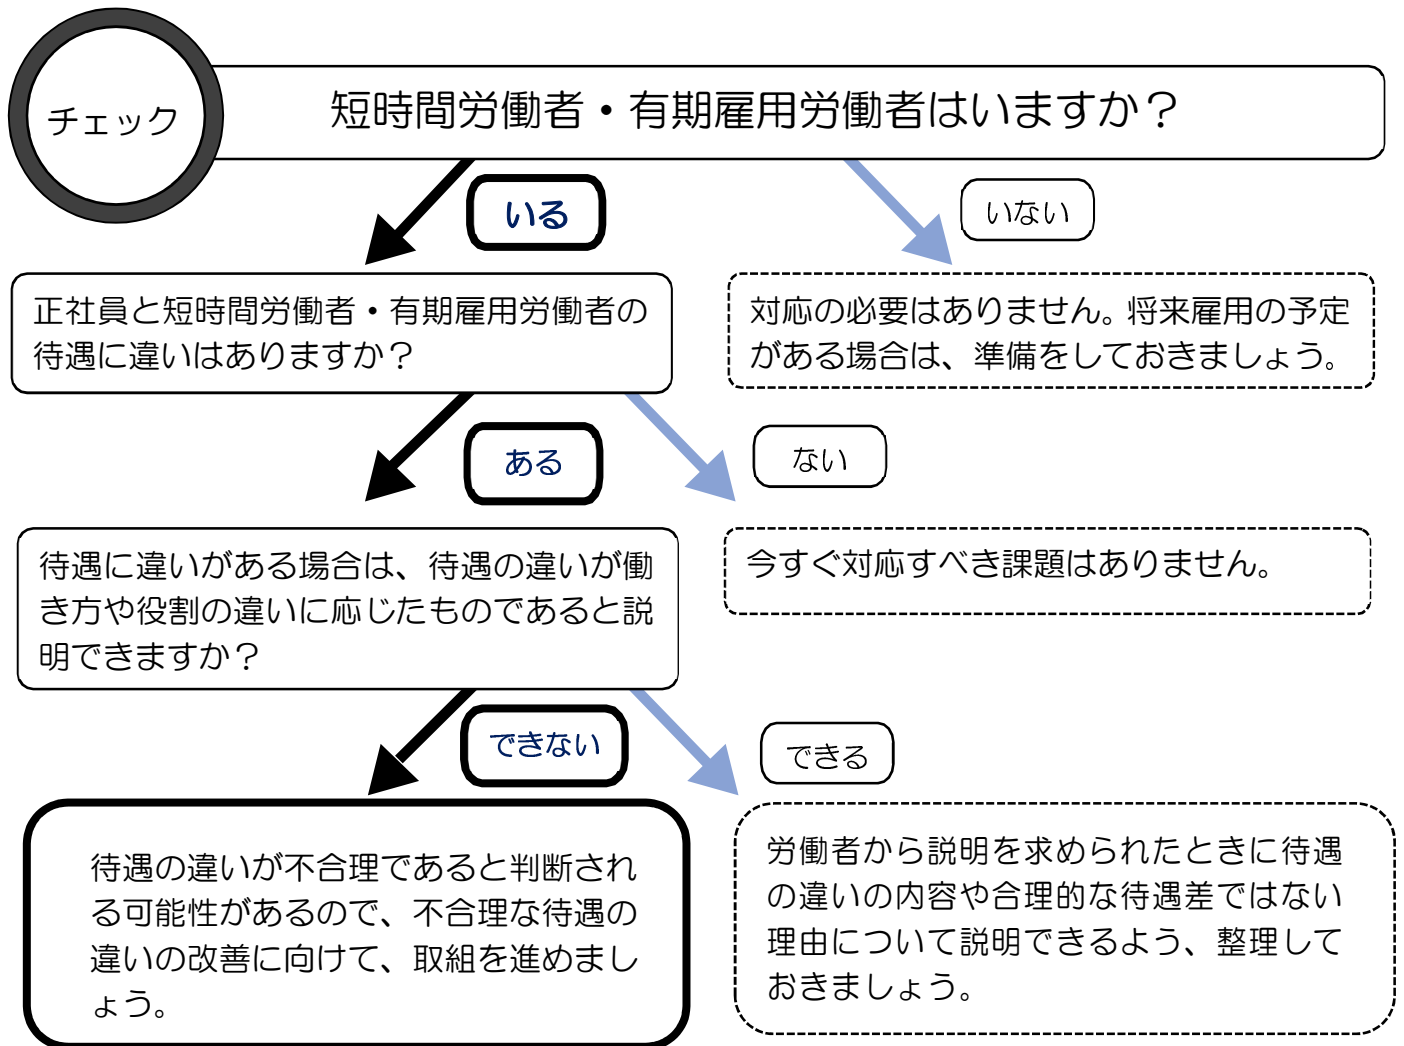 チェック
短時間労働者・有期雇用労働者はいますか？
いる
いない
正社員と短時間労働者・有期雇用労働者の
待遇に違いはありますか？
対応の必要はありません。将来雇用の予定
がある場合は、準備をしておきましょう。
ある
ない
待遇に違いがある場合は、待遇の違いが働
き方や役割の違いに応じたものであると説
明できますか？
今すぐ対応すべき課題はありません。
できない
できる
待遇の違いが不合理であると判断され
る可能性があるので、不合理な待遇の
違いの改善に向けて、取組を進めまし
ょう。
労働者から説明を求められたときに待遇
の違いの内容や合理的な待遇差ではない
理由について説明できるよう、整理して
おきましょう。